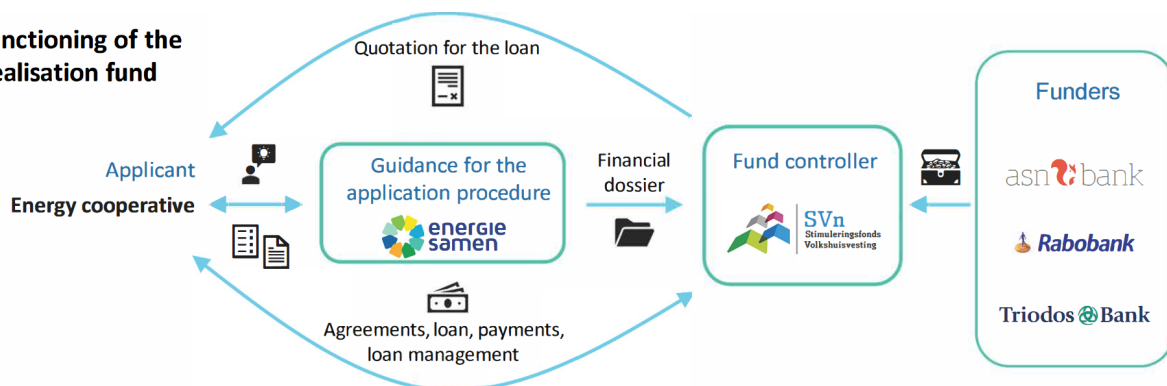 nctioning of the
ealisation fund
Quotation for the loan
Applicant
Energy cooperative
Guidance for the
application procedure
energie
samen
Financial
dossier
Fund controller
SVn
Stimuleringsfonds
Volkshuisvesting
Funders
asn bank
Rabobank
Triodos Bank
Agreements, loan, payments,
loan management